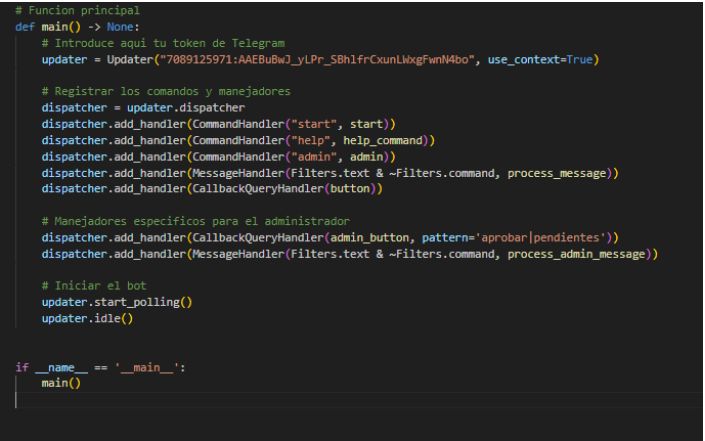 # Funcion principal
def main() -> None:
    # Introduce aqui tu token de Telegram
    updater = Updater("7089125971:AAEBuBwJ_yLPr_SBhlfrCxunLWxgFwnN4bo", use_context=True)

    # Registrar los comandos y manejadores
    dispatcher = updater.dispatcher
    dispatcher.add_handler(CommandHandler("start", start))
    dispatcher.add_handler(CommandHandler("help", help_command))
    dispatcher.add_handler(CommandHandler("admin", admin))
    dispatcher.add_handler(MessageHandler(Filters.text & ~Filters.command, process_message))
    dispatcher.add_handler(CallbackQueryHandler(button))

    # Manejadores especificos para el administrador
    dispatcher.add_handler(CallbackQueryHandler(admin_button, pattern='aprobar|pendientes'))
    dispatcher.add_handler(MessageHandler(Filters.text & ~Filters.command, process_admin_message))

    # Iniciar el bot
    updater.start_polling()
    updater.idle()

if __name__ == '__main__':
    main()